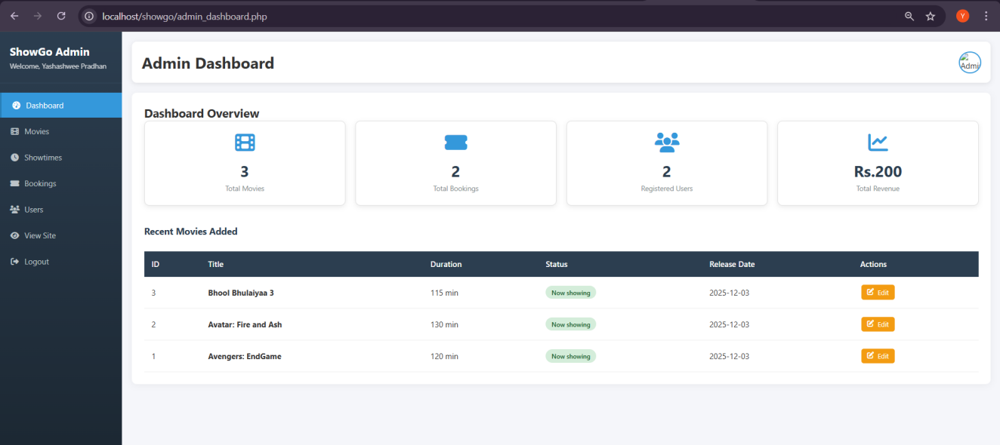 localhost/showgo/admin_dashboard.php
Y
ShowGo Admin
Welcome, Yashashwee Pradhan
Dashboard
Movies
Showtimes
Bookings
Users
View Site
Logout
Admin Dashboard
Admi
Dashboard Overview
3
Total Movies
2
Total Bookings
2
Registered Users
Rs.200
Total Revenue
Recent Movies Added
ID Title Duration Status Release Date Actions
3 Bhool Bhulaiyaa 3 115 min Now showing 2025-12-03 Edit
2 Avatar: Fire and Ash 130 min Now showing 2025-12-03 Edit
1 Avengers: EndGame 120 min Now showing 2025-12-03 Edit